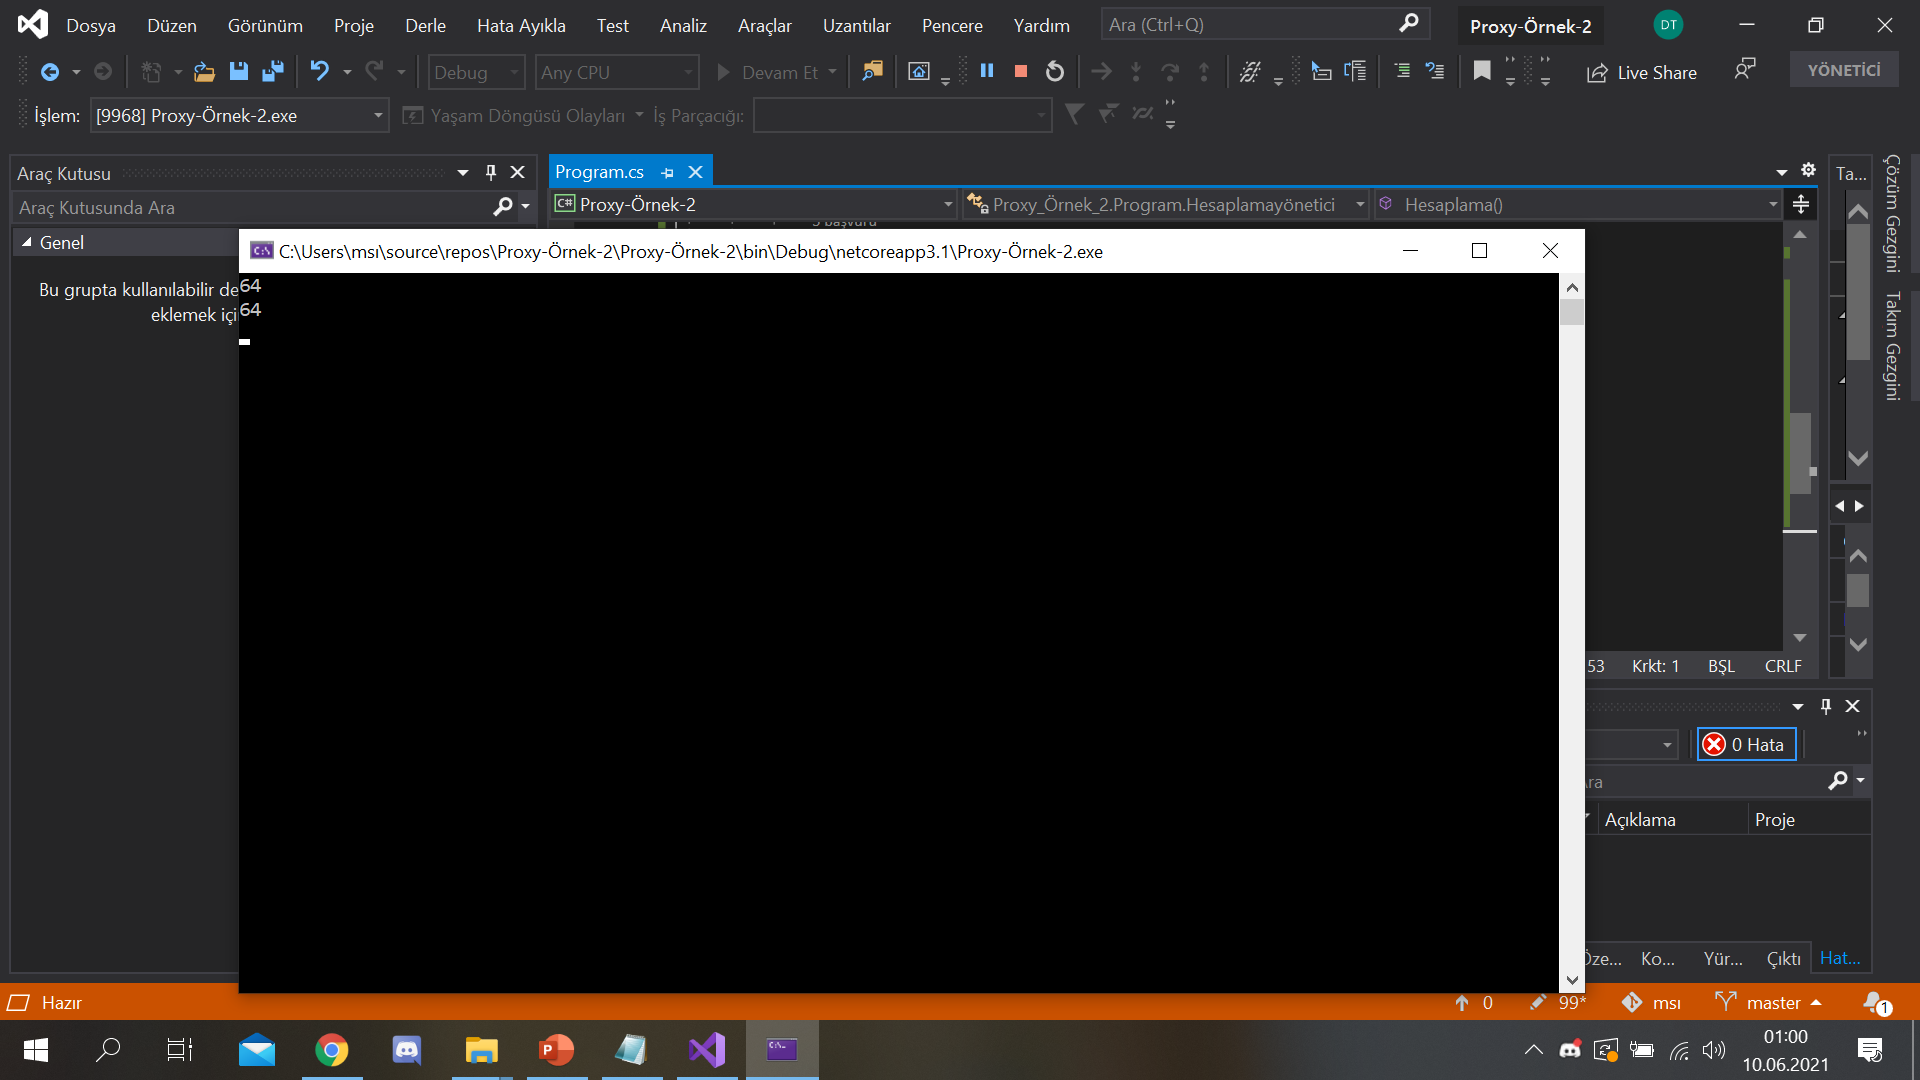 Dosya Düzen Görünüm Proje Derle Hata Ayıkla Test Analiz Araçlar Uzantılar Pencere Yardım Ara (Ctrl+Q) Proxy-Örnek-2 DT
Debug Any CPU Devam Et Live Share YÖNETİCİ
İşlem: [9968] Proxy-Örnek-2.exe Yaşam Döngüsü Olayları İş Parçacığı:
Araç Kutusu
Program.cs
Ta...
Araç Kutusunda Ara
C# Proxy-Örnek-2 Proxy_Örnek_2.Program.Hesaplamayönetici Hesaplama()
Genel
Bu grupta kullanılabilir de
eklemek içi
C:\Users\msı\source\repos\Proxy-Örnek-2\Proxy-Örnek-2\bin\Debug\netcoreapp3.1\Proxy-Örnek-2.exe
64
64
Çözüm Gezgini
Takım Gezgini
53 Krkt: 1 BŞL CRLF
0 Hata
Açıklama Proje
Öze... Ko... Yür... Çıktı Hat...
Hazır 0 99* msı master 1
01:00
10.06.2021